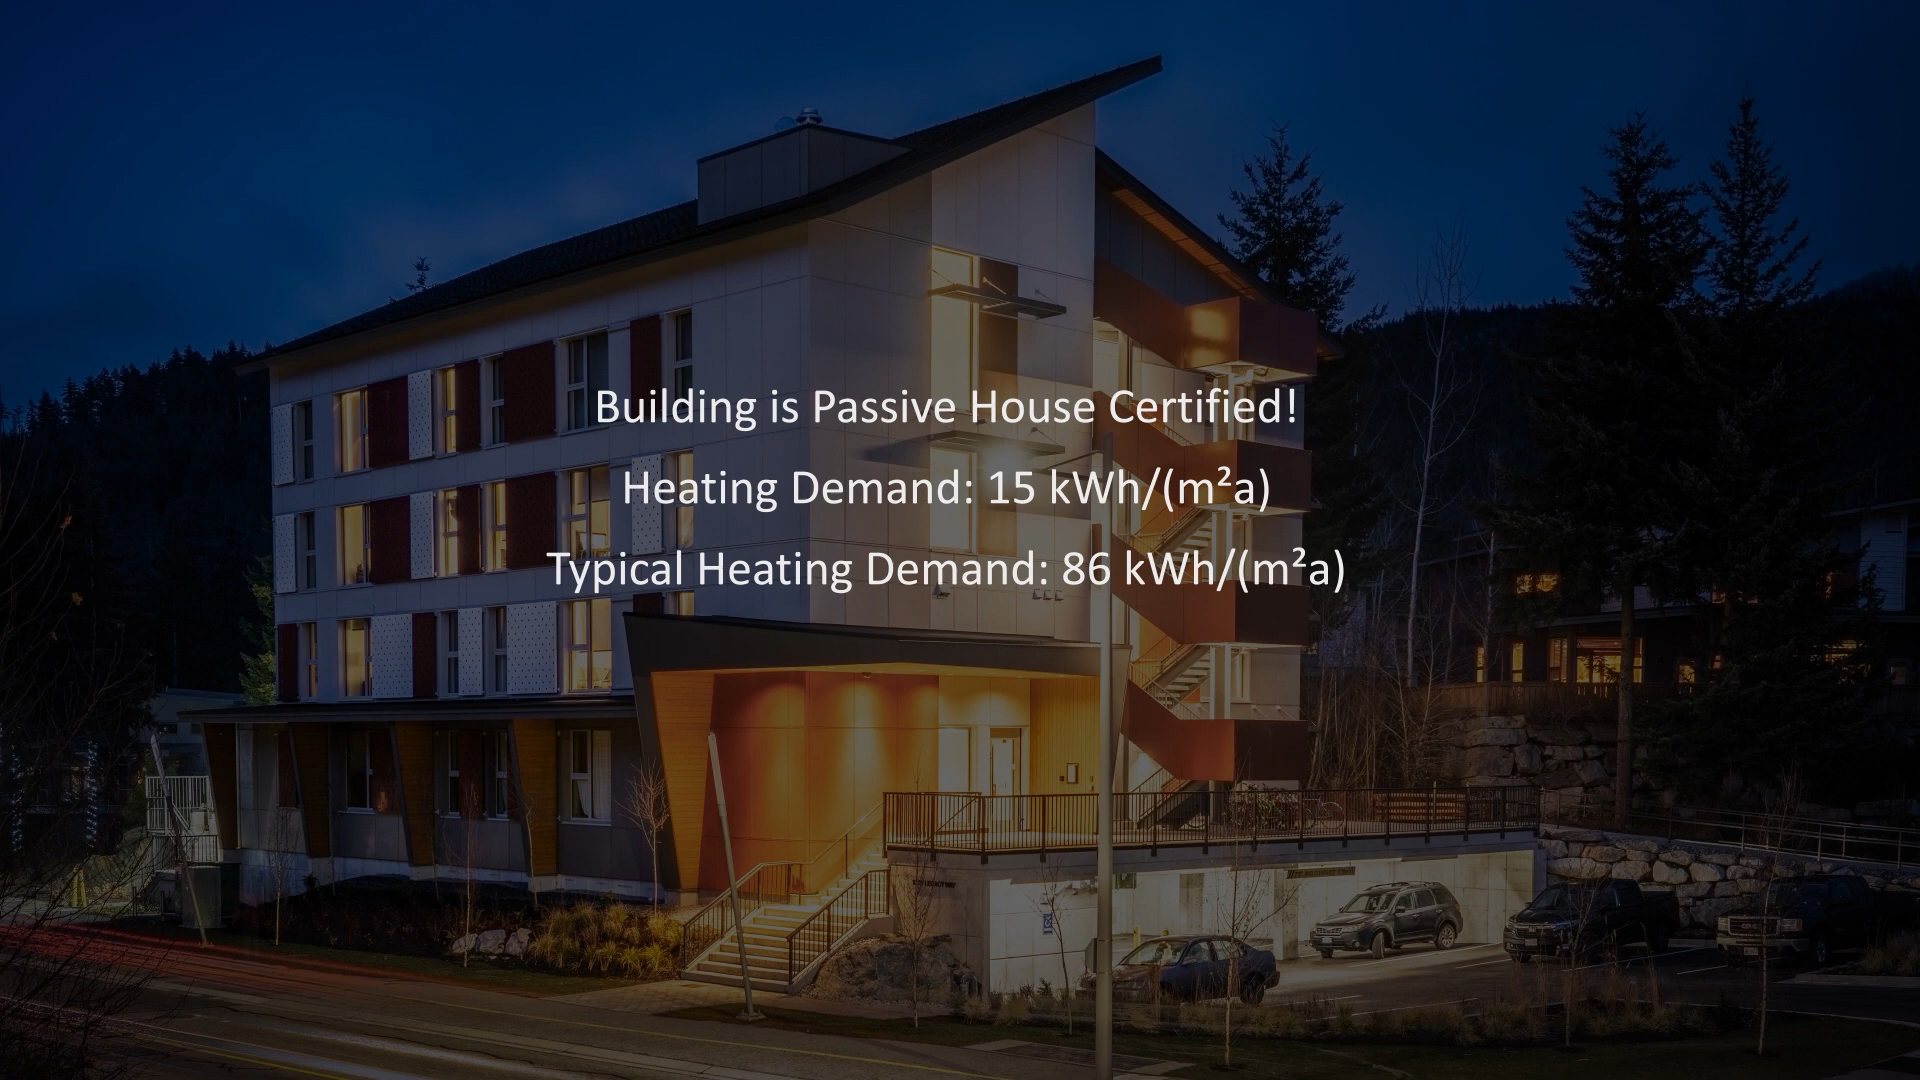 Building is Passive House Certified!
Heating Demand: 15 kWh/(m²a)
Typical Heating Demand: 86 kWh/(m²a)